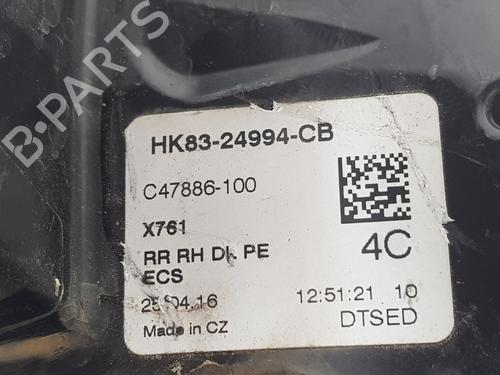 B-PARTS
HK83-24994-CB
C47886-100
X761
RR RH DI. PE
4C
ECS
12:51:21 10
Made in CZ
DTSED